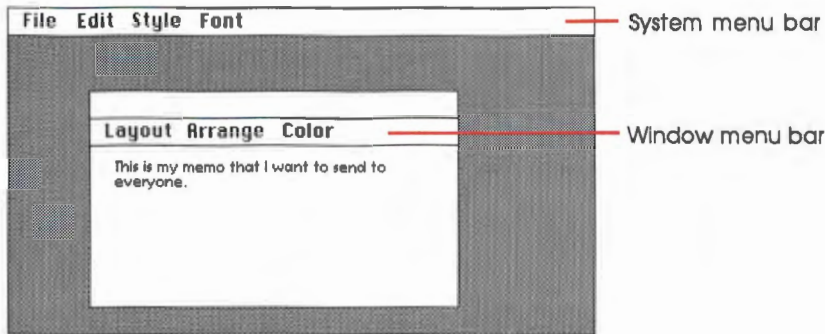 File Edit Style Font
System menu bar
Layout Arrange Color
Window menu bar
This is my memo that I want to send to
everyone.